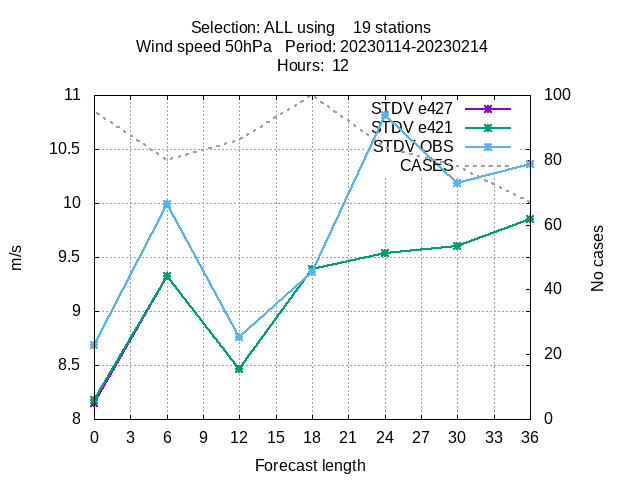 Selection: ALL using    19 stations
Wind speed 50hPa   Period: 20230114-20230214
Hours:  12
11
10.5
10
9.5
9
8.5
8
100
80
60
40
20
0
STDV e427
STDV e421
STDV OBS
CASES
m/s
No cases
0 3 6 9 12 15 18 21 24 27 30 33 36
Forecast length